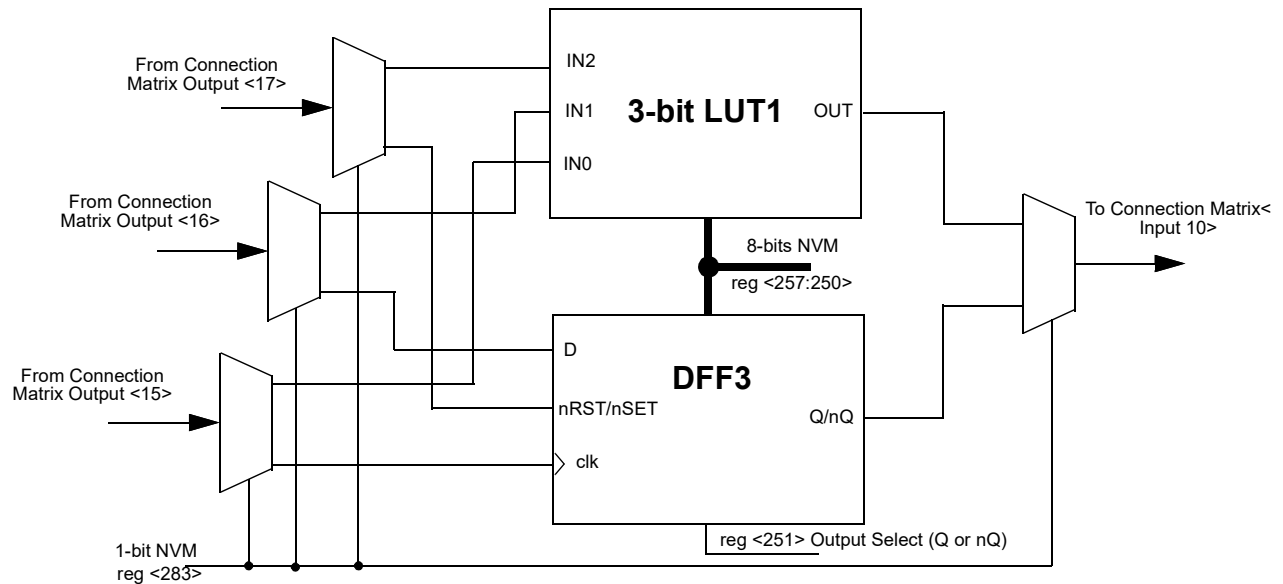 From Connection
Matrix Output <17>
IN2
IN1
IN0
3-bit LUT1
OUT
From Connection
Matrix Output <16>
To Connection Matrix<
Input 10>
8-bits NVM
reg <257:250>
From Connection
Matrix Output <15>
D
nRST/nSET
clk
DFF3
Q/nQ
reg <251> Output Select (Q or nQ)
1-bit NVM
reg <283>